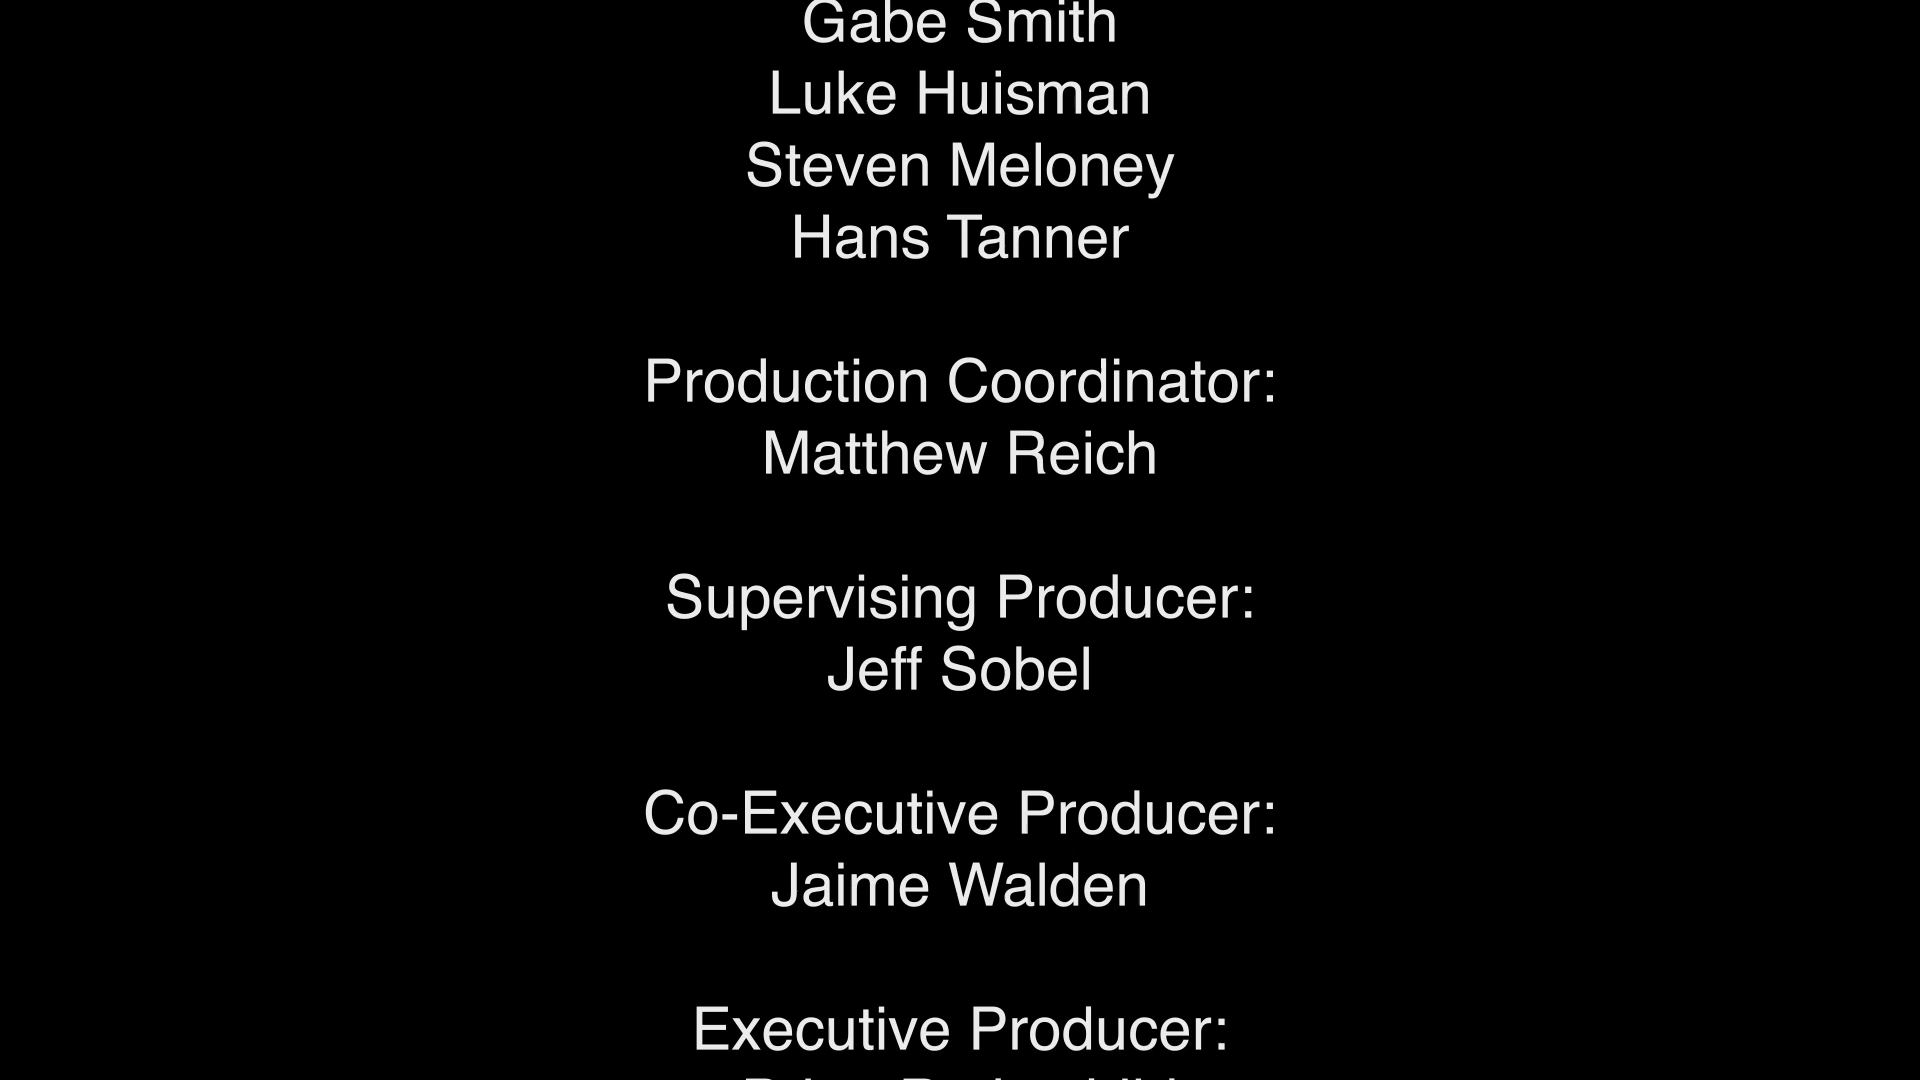 Gabe Smith
Luke Huisman
Steven Meloney
Hans Tanner
Production Coordinator:
Matthew Reich
Supervising Producer:
Jeff Sobel
Co-Executive Producer:
Jaime Walden
Executive Producer: